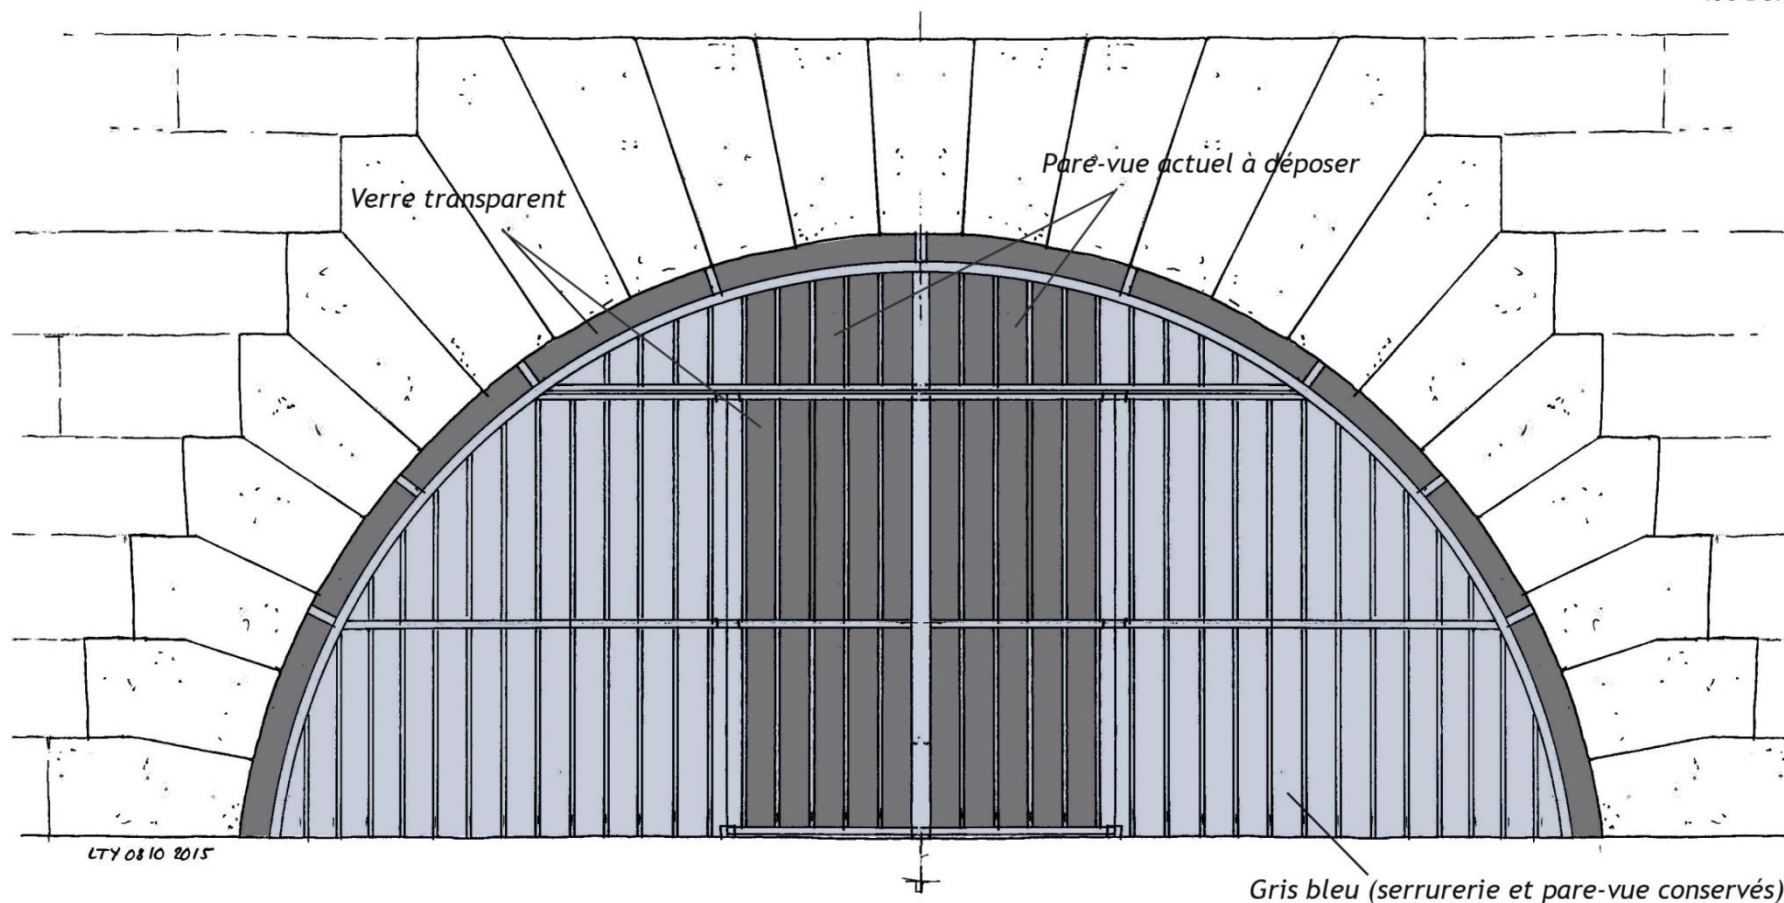 Pare-vue actuel à déposer
Verre transparent
LTY 08 10 2015
Gris bleu (serrurerie et pare-vue conservés)